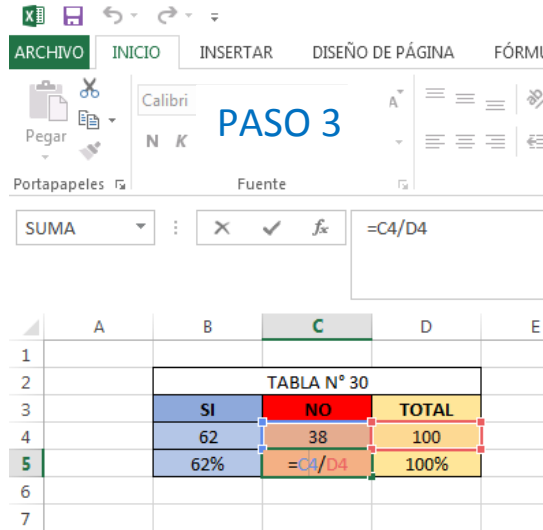 ARCHIVO INICIO INSERTAR DISEÑO DE PÁGINA FÓRMU
Calibri
PASO 3
A
Pegar
N K
Portapapeles Fuente
SUMA fx =C4/D4
A B C D E
1
2 TABLA N° 30
3 SI NO TOTAL
4 62 38 100
5 62% =C4/D4 100%
6
7